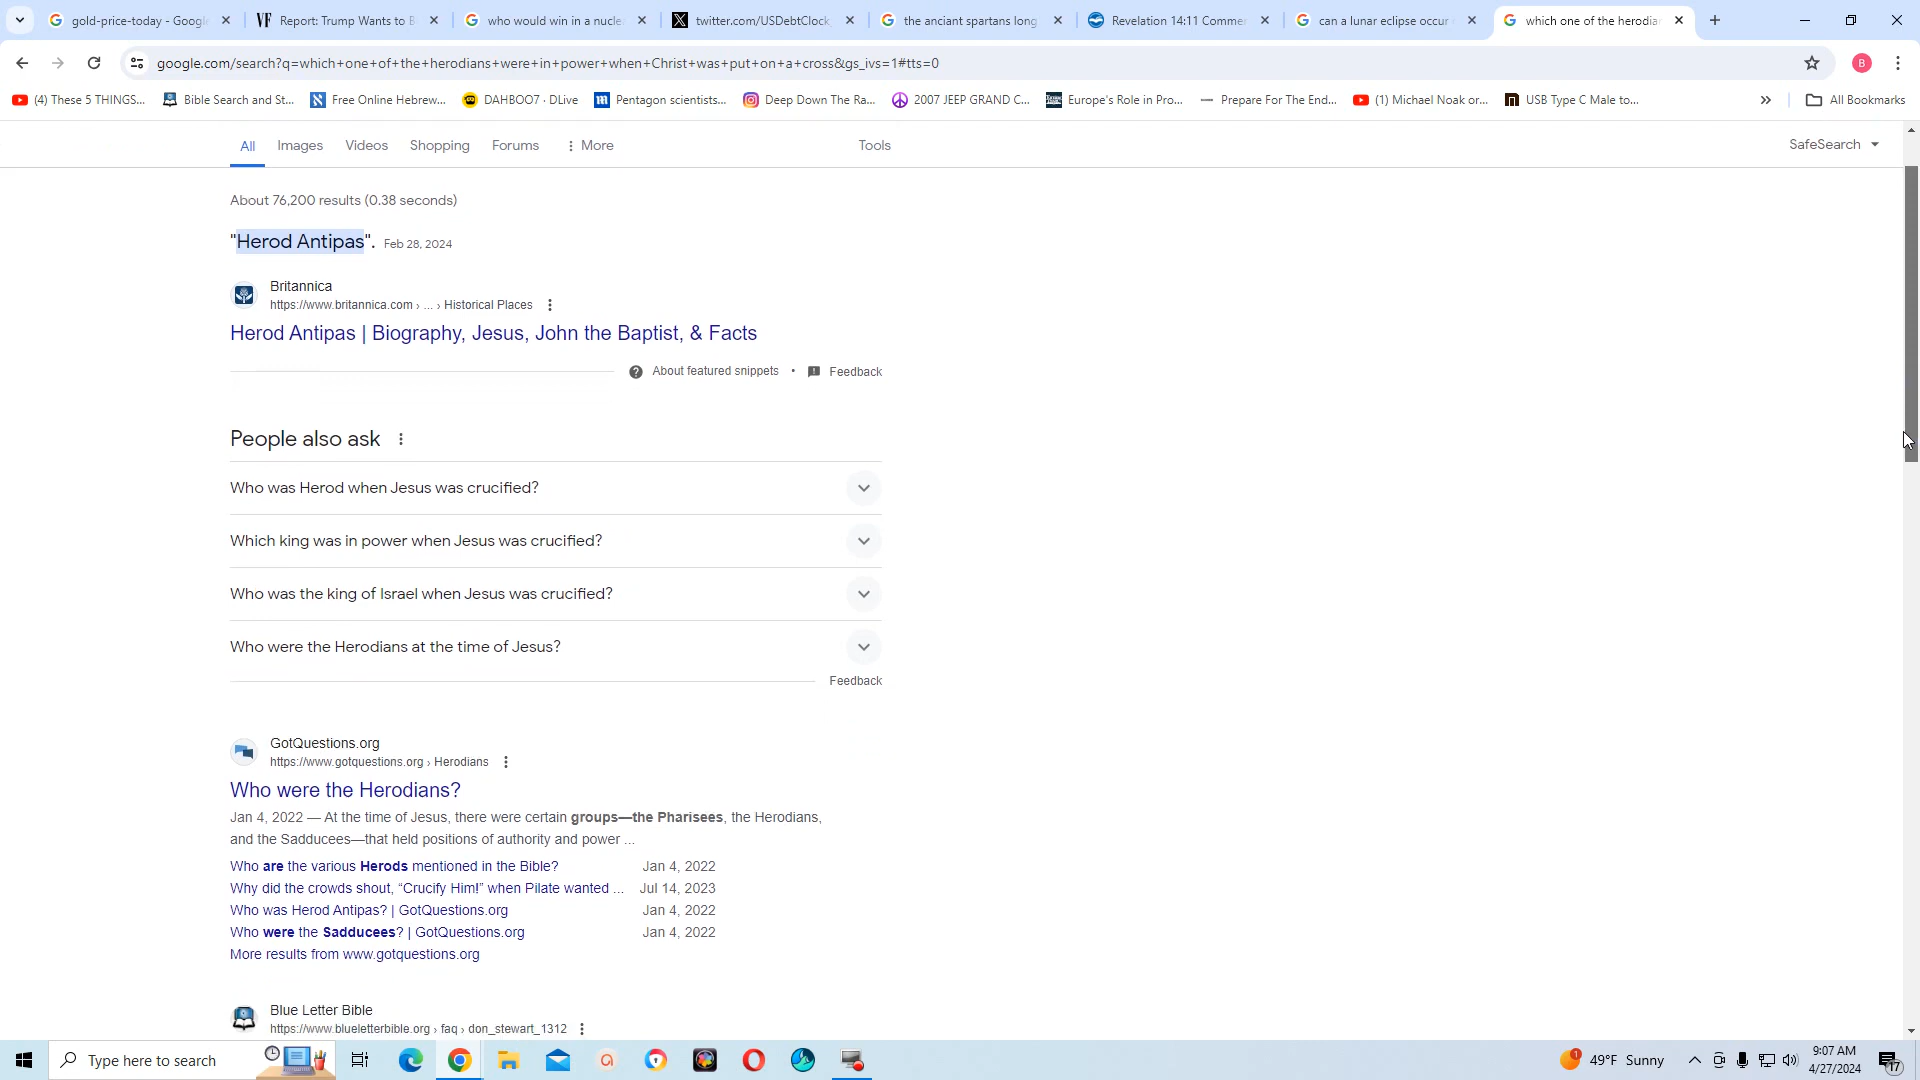 gold-price-today - Google
Report: Trump Wants to B
who would win in a nucle
twitter.com/USDebtClock
the anciant spartans long
Revelation 14:11 Comme
can a lunar eclipse occur
which one of the herodia
google.com/search?q=which+one+of+the+herodians+were+in+power+when+Christ+was+put+on+a+cross&gs_ivs=1#tts=0
B
(4) These 5 THINGS...
Bible Search and St...
Free Online Hebrew...
DAHBOO7 · DLive
Pentagon scientists...
Deep Down The Ra...
2007 JEEP GRAND C...
Europe's Role in Pro...
Prepare For The End...
(1) Michael Noak or...
USB Type C Male to...
All Bookmarks
All Images Videos Shopping Forums More Tools
SafeSearch
About 76,200 results (0.38 seconds)
"Herod Antipas". Feb 28, 2024
Britannica
https://www.britannica.com › ... › Historical Places
Herod Antipas | Biography, Jesus, John the Baptist, & Facts
About featured snippets • Feedback
People also ask
Who was Herod when Jesus was crucified?
Which king was in power when Jesus was crucified?
Who was the king of Israel when Jesus was crucified?
Who were the Herodians at the time of Jesus?
Feedback
GotQuestions.org
https://www.gotquestions.org › Herodians
Who were the Herodians?
Jan 4, 2022 — At the time of Jesus, there were certain groups—the Pharisees, the Herodians,
and the Sadducees—that held positions of authority and power ...
Who are the various Herods mentioned in the Bible? Jan 4, 2022
Why did the crowds shout, “Crucify Him!” when Pilate wanted ... Jul 14, 2023
Who was Herod Antipas? | GotQuestions.org Jan 4, 2022
Who were the Sadducees? | GotQuestions.org Jan 4, 2022
More results from www.gotquestions.org
Blue Letter Bible
https://www.blueletterbible.org › faq › don_stewart_1312
Type here to search
1
49°F Sunny
9:07 AM
4/27/2024
17